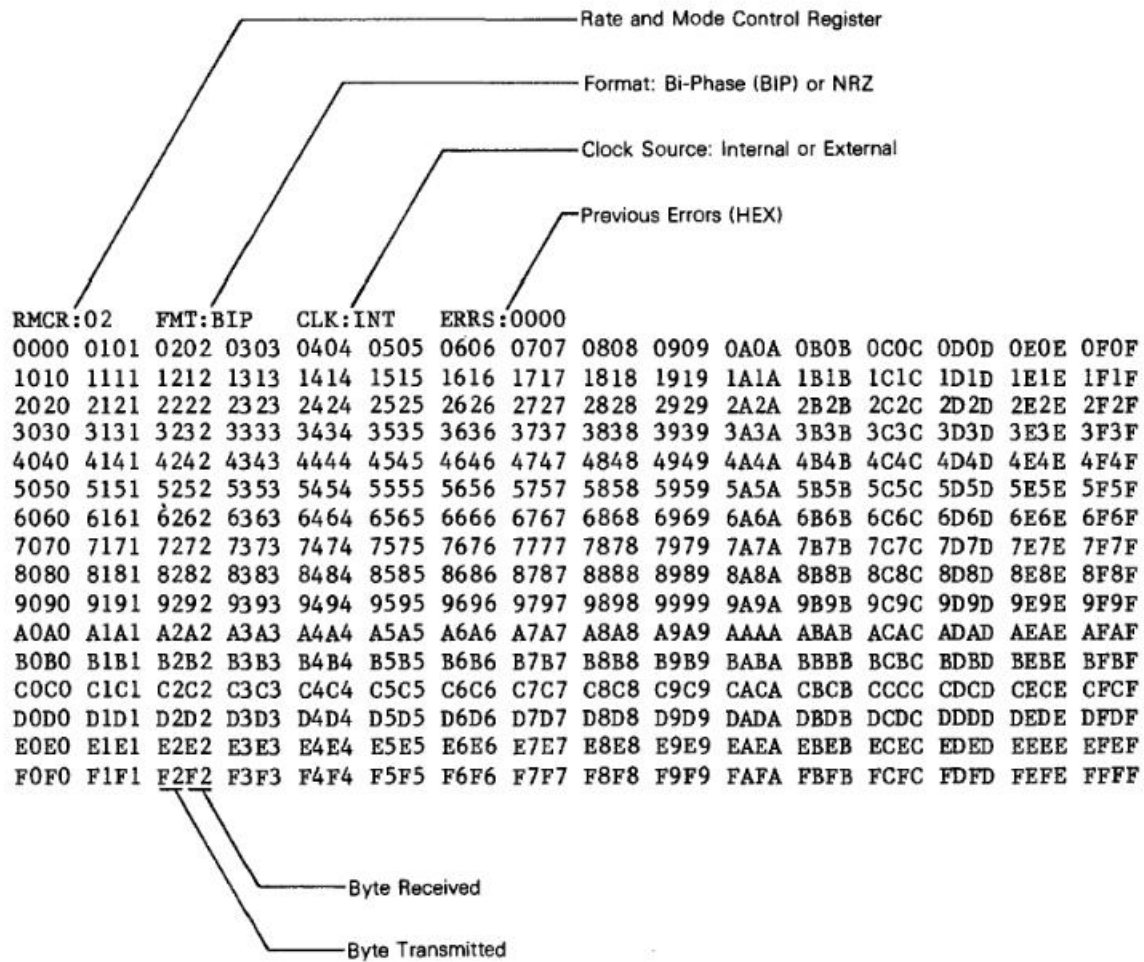 Rate and Mode Control Register
Format: Bi-Phase (BIP) or NRZ
Clock Source: Internal or External
Previous Errors (HEX)
RMCR:02 FMT:BIP CLK:INT ERRS:0000
0000 0101 0202 0303 0404 0505 0606 0707 0808 0909 0A0A 0B0B 0C0C 0D0D 0E0E 0F0F
1010 1111 1212 1313 1414 1515 1616 1717 1818 1919 1A1A 1B1B 1C1C 1D1D 1E1E 1F1F
2020 2121 2222 2323 2424 2525 2626 2727 2828 2929 2A2A 2B2B 2C2C 2D2D 2E2E 2F2F
3030 3131 3232 3333 3434 3535 3636 3737 3838 3939 3A3A 3B3B 3C3C 3D3D 3E3E 3F3F
4040 4141 4242 4343 4444 4545 4646 4747 4848 4949 4A4A 4B4B 4C4C 4D4D 4E4E 4F4F
5050 5151 5252 5353 5454 5555 5656 5757 5858 5959 5A5A 5B5B 5C5C 5D5D 5E5E 5F5F
6060 6161 6262 6363 6464 6565 6666 6767 6868 6969 6A6A 6B6B 6C6C 6D6D 6E6E 6F6F
7070 7171 7272 7373 7474 7575 7676 7777 7878 7979 7A7A 7B7B 7C7C 7D7D 7E7E 7F7F
8080 8181 8282 8383 8484 8585 8686 8787 8888 8989 8A8A 8B8B 8C8C 8D8D 8E8E 8F8F
9090 9191 9292 9393 9494 9595 9696 9797 9898 9999 9A9A 9B9B 9C9C 9D9D 9E9E 9F9F
A0A0 A1A1 A2A2 A3A3 A4A4 A5A5 A6A6 A7A7 A8A8 A9A9 AAAA ABAB ACAC ADAD AEAE AFAF
B0B0 B1B1 B2B2 B3B3 B4B4 B5B5 B6B6 B7B7 B8B8 B9B9 BABA BBBB BCBC BDBD BEBE BFBF
C0C0 C1C1 C2C2 C3C3 C4C4 C5C5 C6C6 C7C7 C8C8 C9C9 CACA CBCB CCCC CDCD CECE CFCF
D0D0 D1D1 D2D2 D3D3 D4D4 D5D5 D6D6 D7D7 D8D8 D9D9 DADA DBDB DCDC DDDD DEDE DFDF
E0E0 E1E1 E2E2 E3E3 E4E4 E5E5 E6E6 E7E7 E8E8 E9E9 EAEA EBEB ECEC EDED EEEE EFEF
F0F0 F1F1 F2F2 F3F3 F4F4 F5F5 F6F6 F7F7 F8F8 F9F9 FAFA FBFB FCFC FDFD FEFE FFFF
Byte Received
Byte Transmitted